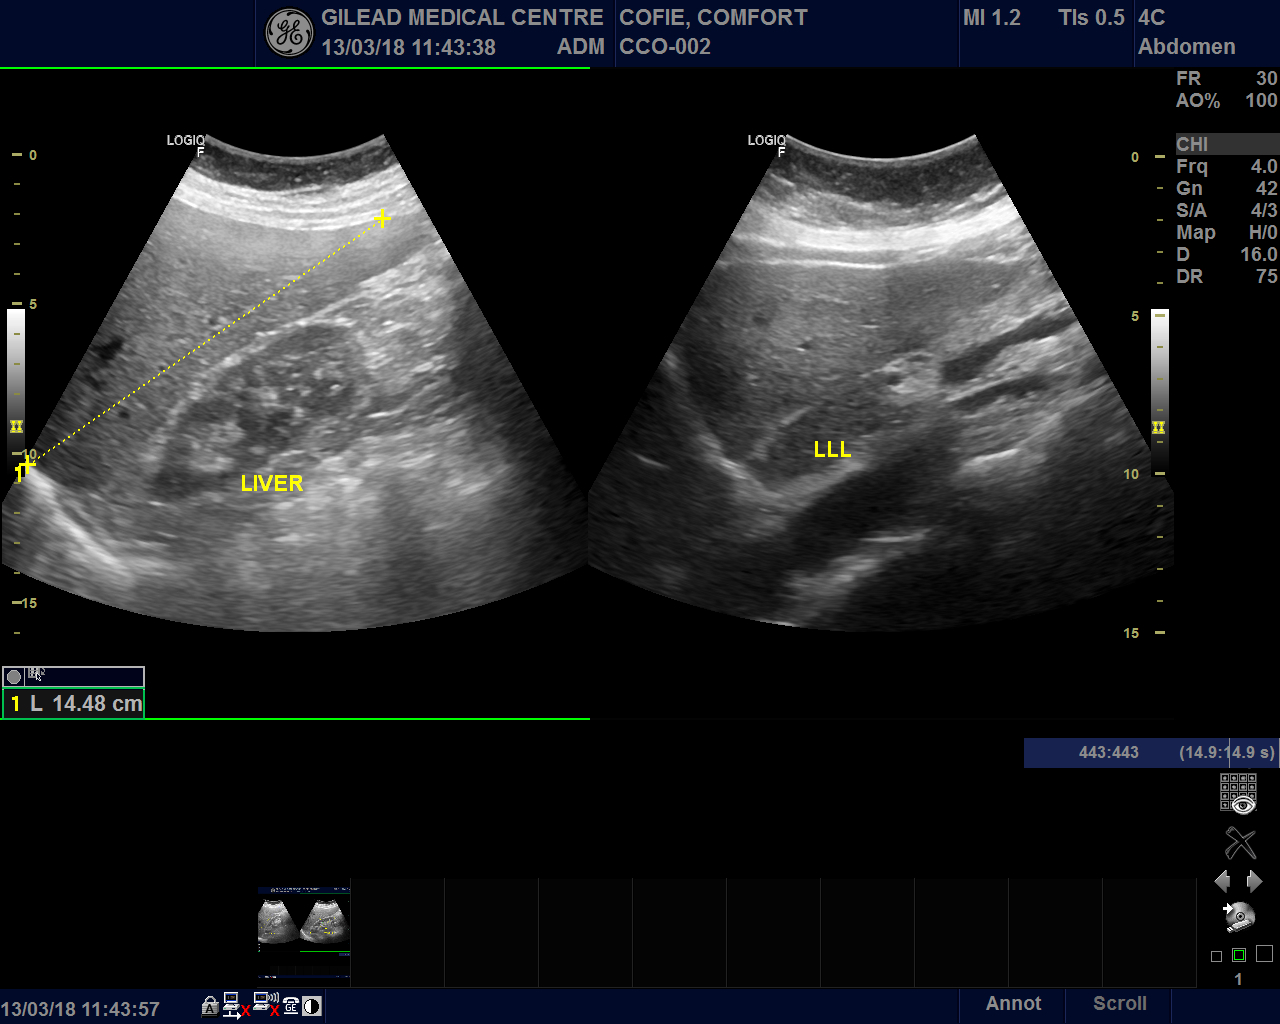 GILEAD MEDICAL CENTRE
13/03/18 11:43:38 ADM
COFIE, COMFORT
CCO-002
MI 1.2 TIs 0.5
4C
Abdomen
FR 30
AO% 100
CHI
Frq 4.0
Gn 42
S/A 4/3
Map H/0
D 16.0
DR 75
LOGIQ
F
0
5
10
15
1
LIVER
LOGIQ
F
0
5
10
15
LLL
1 L 14.48 cm
443:443 (14.9:14.9 s)
1
13/03/18 11:43:57
Annot
Scroll